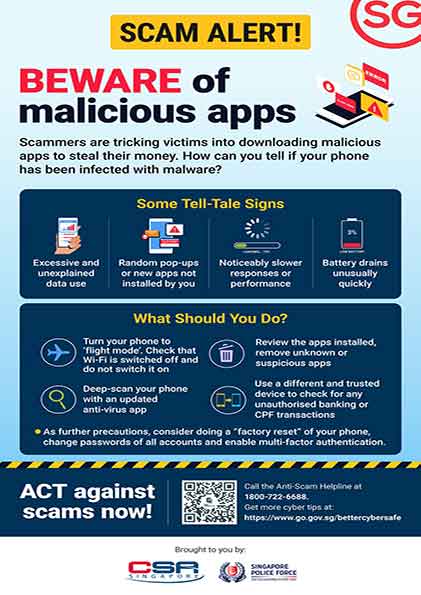 SG
SCAM ALERT!
BEWARE of
malicious apps
ERROR
Scammers are tricking victims into downloading malicious
apps to steal their money. How can you tell if your phone
has been infected with malware?
Some Tell-Tale Signs
3%
Excessive and
unexplained
data use
Random pop-ups
or new apps not
installed by you
Noticeably slower
responses or
performance
Battery drains
unusually
quickly
What Should You Do?
Turn your phone to
'flight mode'. Check that
Wi-Fi is switched off and
do not switch it on
Review the apps installed,
remove unknown or
suspicious apps
Deep-scan your phone
with an updated
anti-virus app
Use a different and trusted
device to check for any
unauthorised banking or
CPF transactions
• As further precautions, consider doing a "factory reset" of your phone,
change passwords of all accounts and enable multi-factor authentication.
ACT against
scams now!
Call the Anti-Scam Helpline at
1800-722-6688.
Get more cyber tips at:
https://www.go.gov.sg/bettercybersafe
Brought to you by:
CSA
SINGAPORE
SINGAPORE
POLICE FORCE